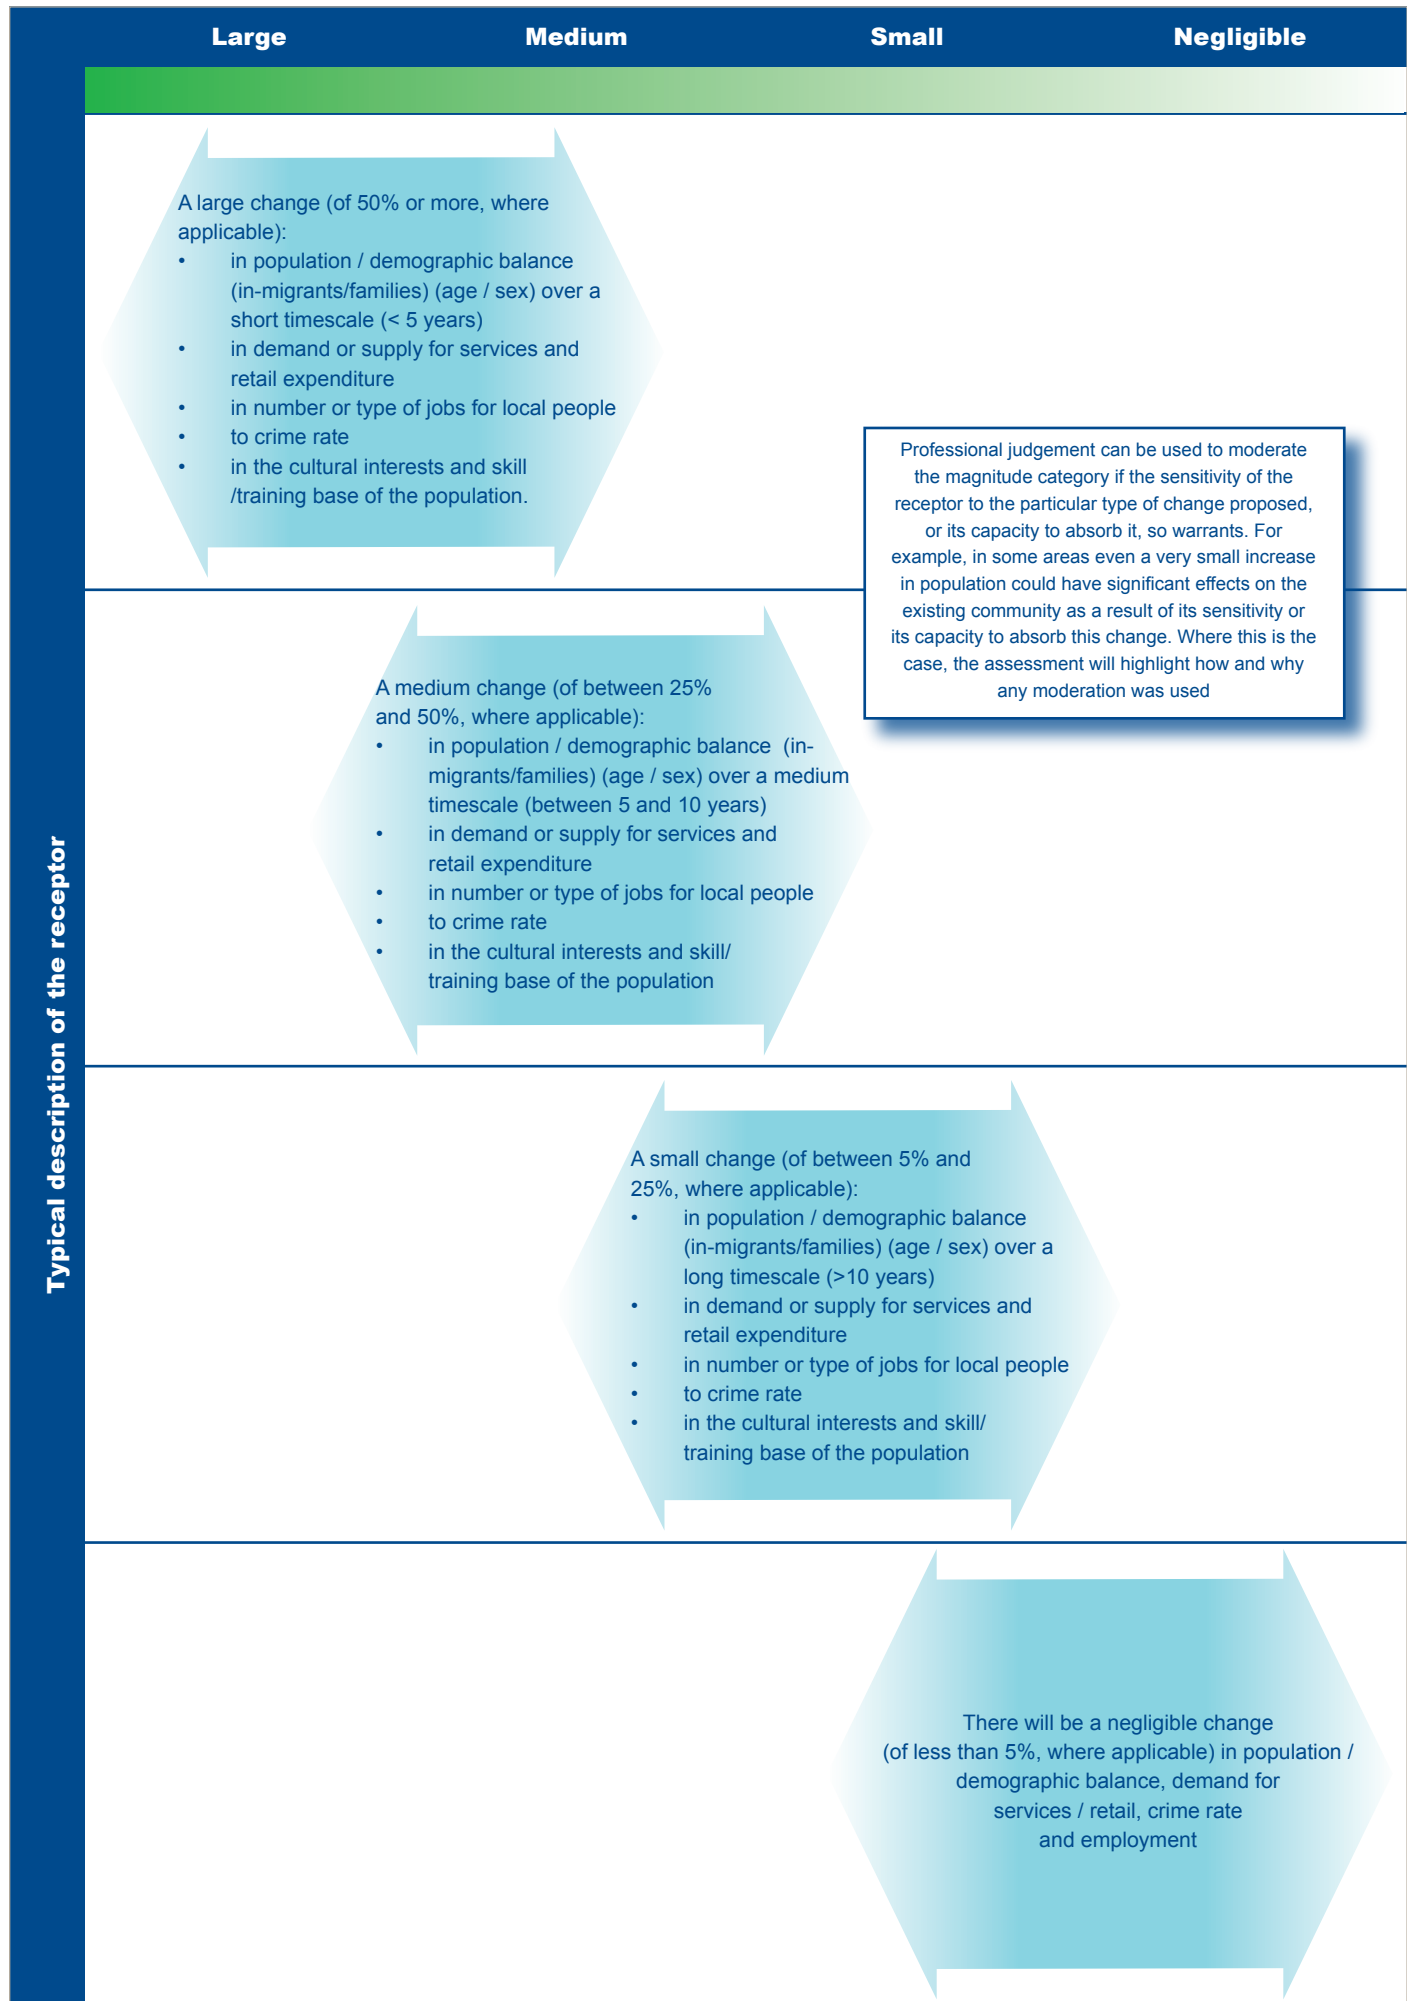 Large Medium Small Negligible
A large change (of 50% or more, where
applicable):
• in population / demographic balance
(in-migrants/families) (age / sex) over a
short timescale (< 5 years)
• in demand or supply for services and
retail expenditure
• in number or type of jobs for local people
• to crime rate
• in the cultural interests and skill
/training base of the population.
Professional judgement can be used to moderate
the magnitude category if the sensitivity of the
receptor to the particular type of change proposed,
or its capacity to absorb it, so warrants. For
example, in some areas even a very small increase
in population could have significant effects on the
existing community as a result of its sensitivity or
its capacity to absorb this change. Where this is the
case, the assessment will highlight how and why
any moderation was used
A medium change (of between 25%
and 50%, where applicable):
• in population / demographic balance (in-
migrants/families) (age / sex) over a medium
timescale (between 5 and 10 years)
• in demand or supply for services and
retail expenditure
• in number or type of jobs for local people
• to crime rate
• in the cultural interests and skill/
training base of the population
Typical description of the receptor
A small change (of between 5% and
25%, where applicable):
• in population / demographic balance
(in-migrants/families) (age / sex) over a
long timescale (>10 years)
• in demand or supply for services and
retail expenditure
• in number or type of jobs for local people
• to crime rate
• in the cultural interests and skill/
training base of the population
There will be a negligible change
(of less than 5%, where applicable) in population /
demographic balance, demand for
services / retail, crime rate
and employment